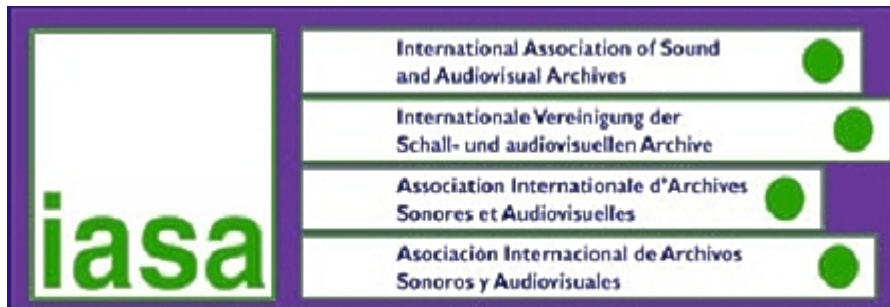 iasa
International Association of Sound
and Audiovisual Archives
Internationale Vereinigung der
Schall- und audiovisuellen Archive
Association Internationale d'Archives
Sonores et Audiovisuelles
Asociación Internacional de Archivos
Sonoros y Audiovisuales